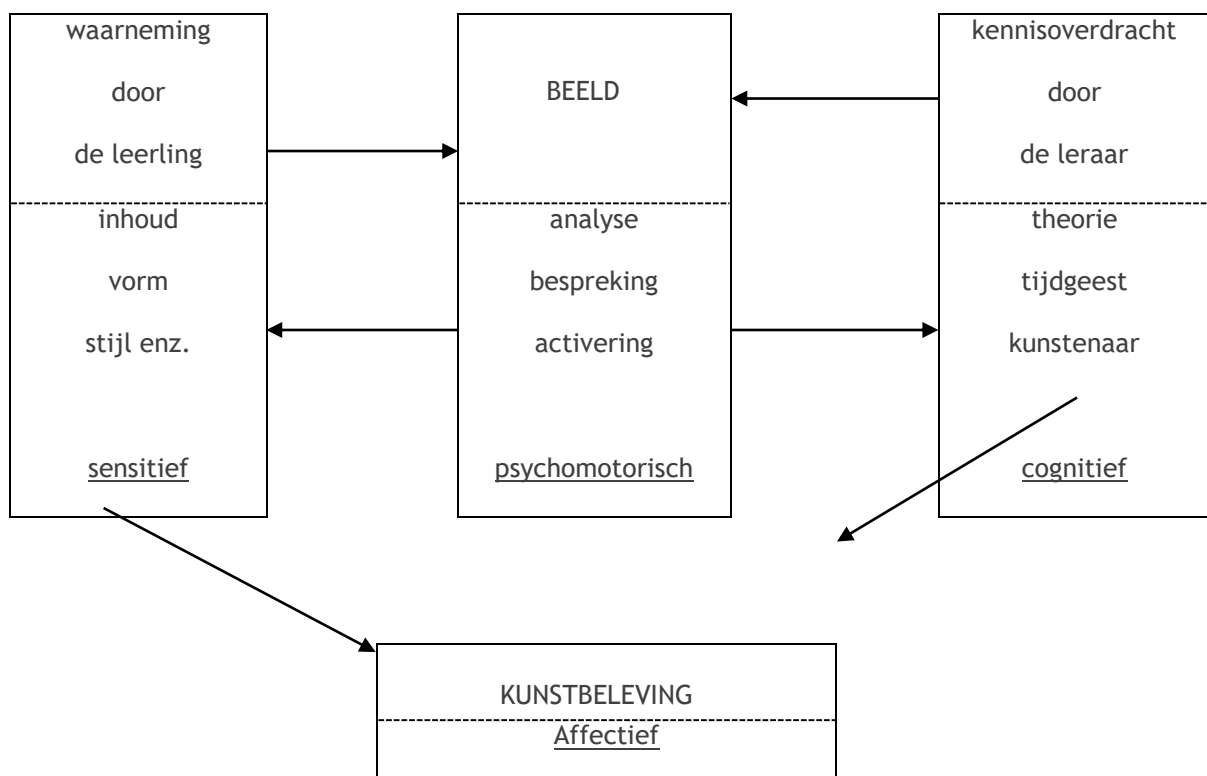 waarneming
door
de leerling
inhoud
vorm
stijl enz.
sensitief
BEELD
analyse
bespreking
activering
psychomotorisch
kennisoverdracht
door
de leraar
theorie
tijdgeest
kunstenaar
cognitief
KUNSTBELEVING
Affectief